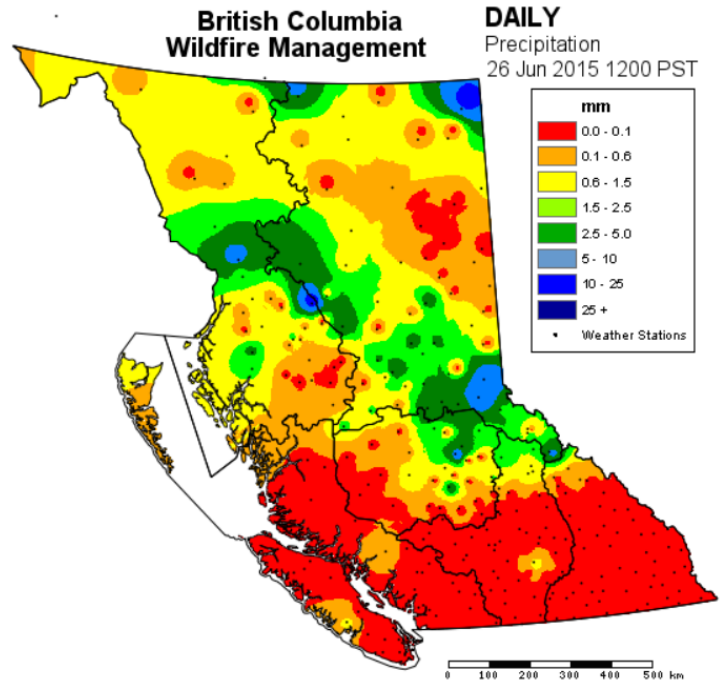 British Columbia
Wildfire Management
DAILY
Precipitation
26 Jun 2015 1200 PST
mm
0.0 - 0.1
0.1 - 0.6
0.6 - 1.5
1.5 - 2.5
2.5 - 5.0
5 - 10
10 - 25
25 +
Weather Stations
0 100 200 300 400 500 km